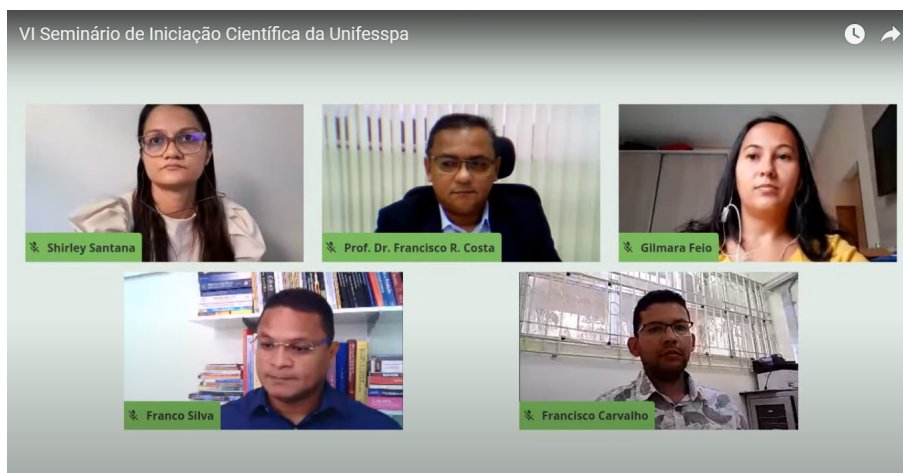 VI Seminário de Iniciação Científica da Unifesspa
Shirley Santana
Prof. Dr. Francisco R. Costa
Gilmara Feio
Franco Silva
Francisco Carvalho